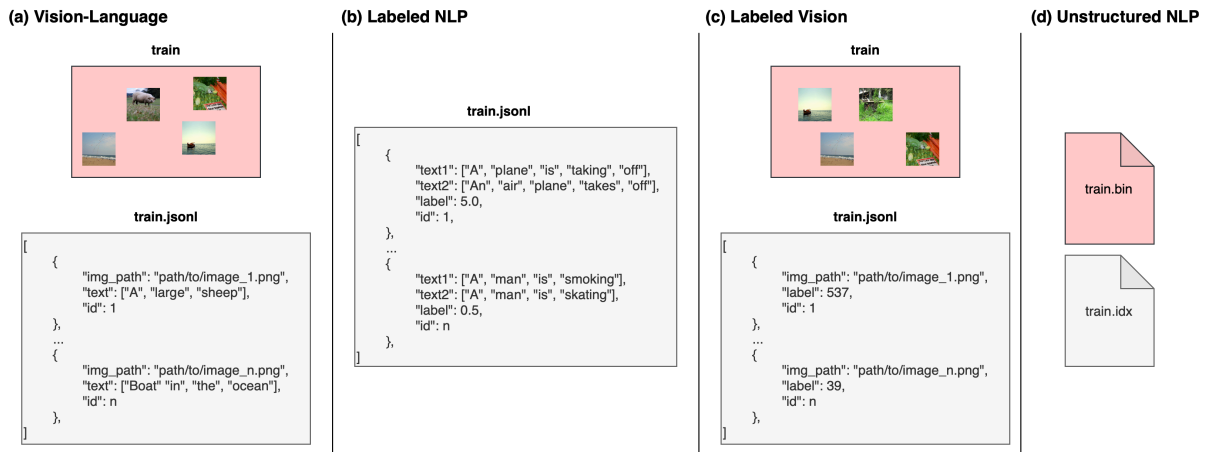 (a) Vision-Language
train
train.jsonl
[
{
"img_path": "path/to/image_1.png",
"text": ["A", "large", "sheep"],
"id": 1
},
...
{
"img_path": "path/to/image_n.png",
"text": ["Boat" "in", "the", "ocean"],
"id": n
},
]
(b) Labeled NLP
train.jsonl
[
{
"text1": ["A", "plane", "is", "taking", "off"],
"text2": ["An", "air", "plane", "takes", "off"],
"label": 5.0,
"id": 1,
},
...
{
"text1": ["A", "man", "is", "smoking"],
"text2": ["A", "man", "is", "skating"],
"label": 0.5,
"id": n
},
]
(c) Labeled Vision
train
train.jsonl
[
{
"img_path": "path/to/image_1.png",
"label": 537,
"id": 1
},
...
{
"img_path": "path/to/image_n.png",
"label": 39,
"id": n
},
]
(d) Unstructured NLP
train.bin
train.idx